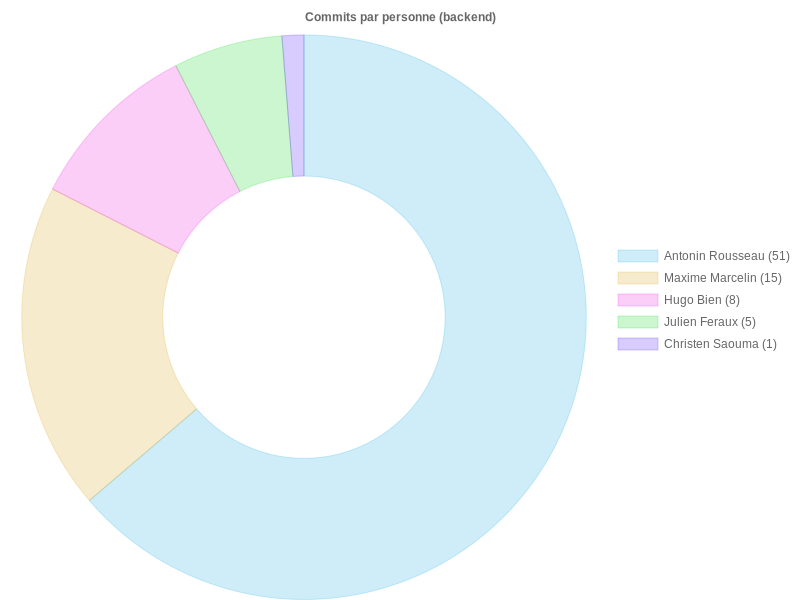 Commits par personne (backend)
Antonin Rousseau (51)
Maxime Marcelin (15)
Hugo Bien (8)
Julien Feraux (5)
Christen Saouma (1)